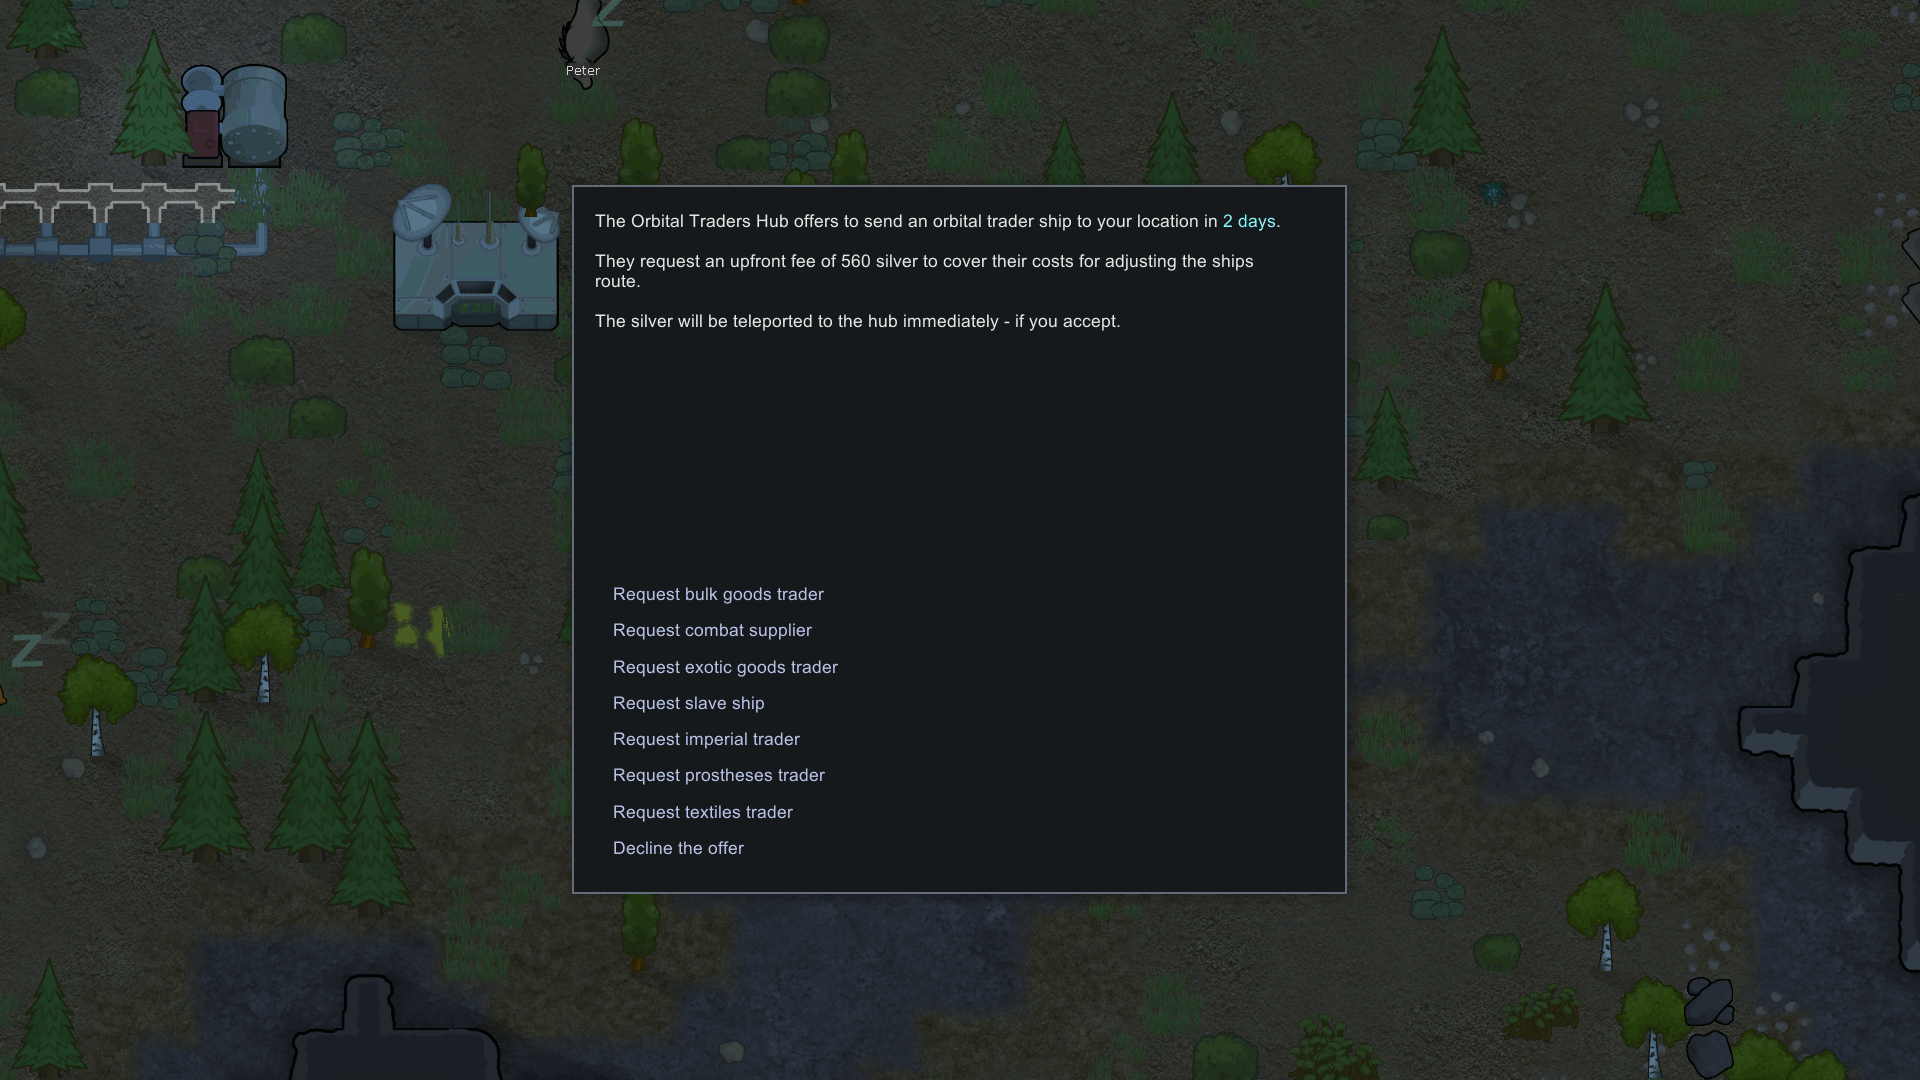 Z
Peter
The Orbital Traders Hub offers to send an orbital trader ship to your location in 2 days.
They request an upfront fee of 560 silver to cover their costs for adjusting the ships
route.
The silver will be teleported to the hub immediately - if you accept.
Request bulk goods trader
Request combat supplier
Request exotic goods trader
Z
Z
Request slave ship
Request imperial trader
Request prostheses trader
Request textiles trader
Decline the offer